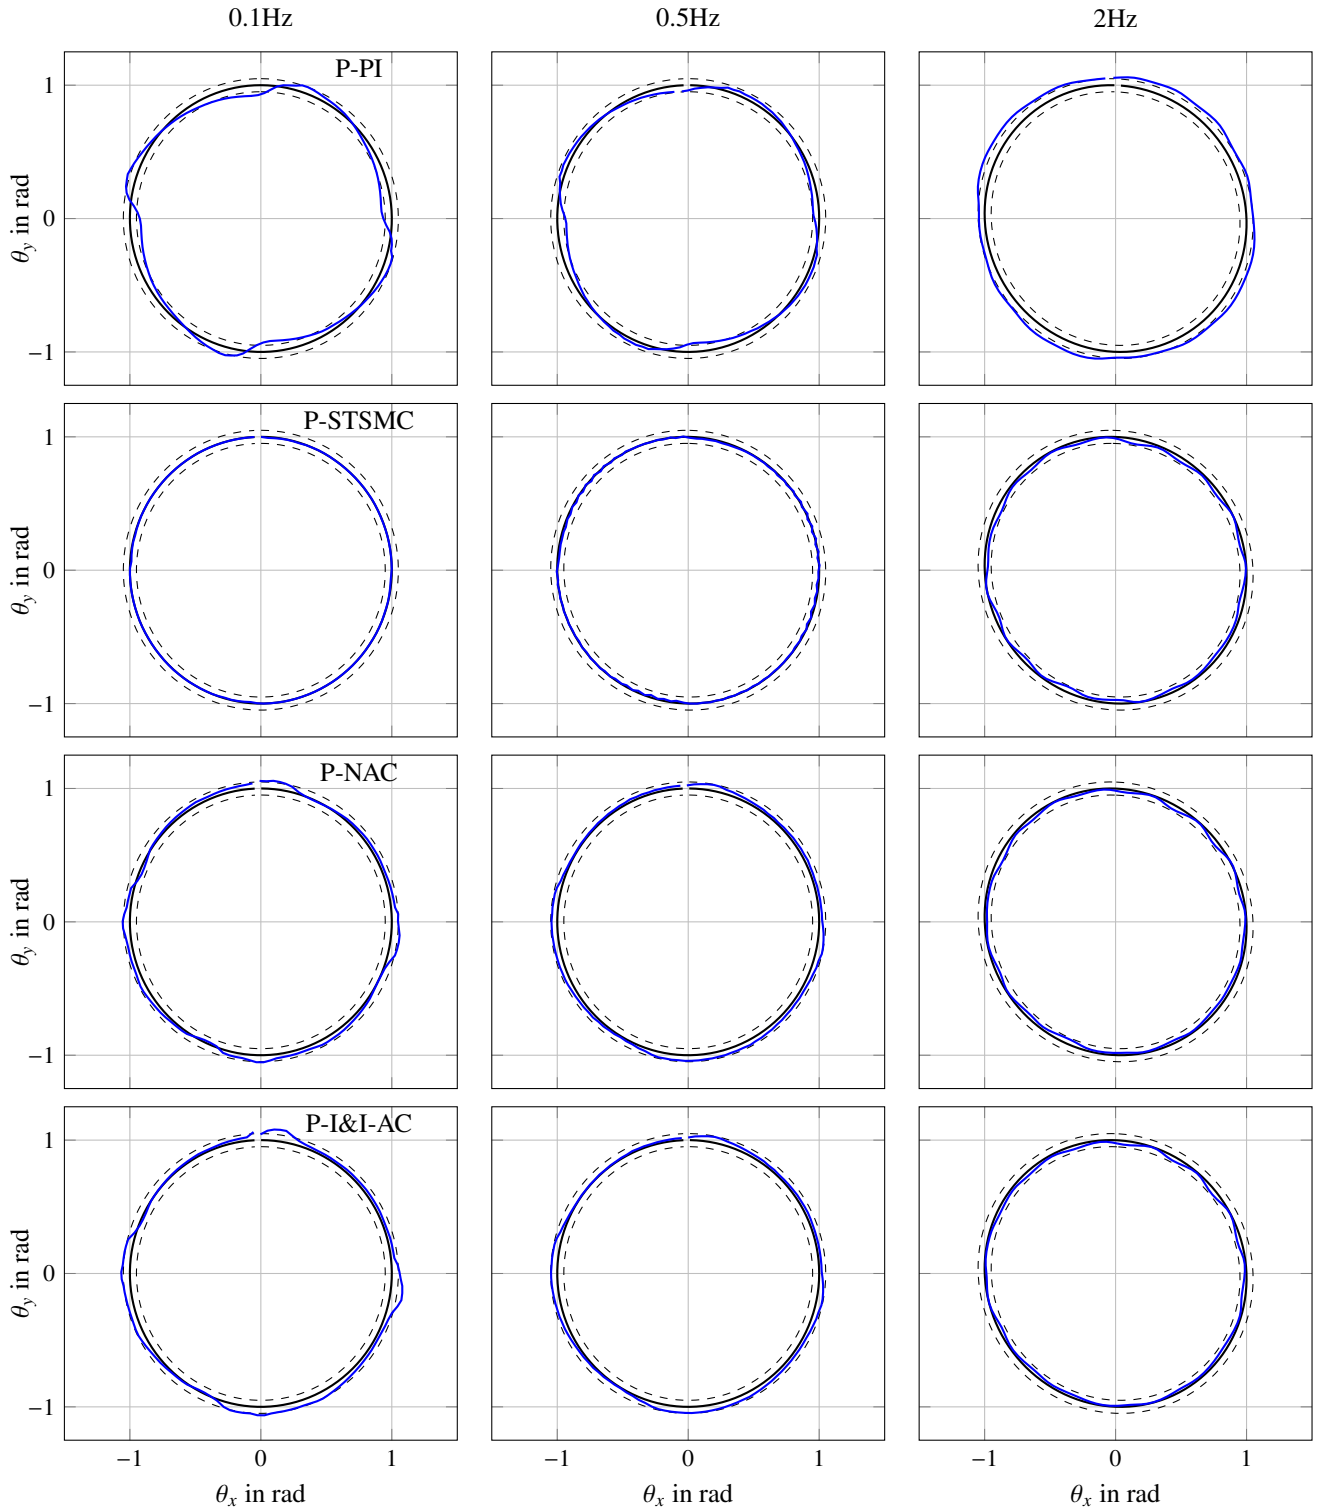 0.1Hz 0.5Hz 2Hz
P-PI
1
0
−1
θy in rad
P-STSMC
1
0
−1
θy in rad
P-NAC
1
0
−1
θy in rad
P-I&I-AC
1
0
−1
θy in rad
−1 0 1 −1 0 1 −1 0 1
θx in rad θx in rad θx in rad